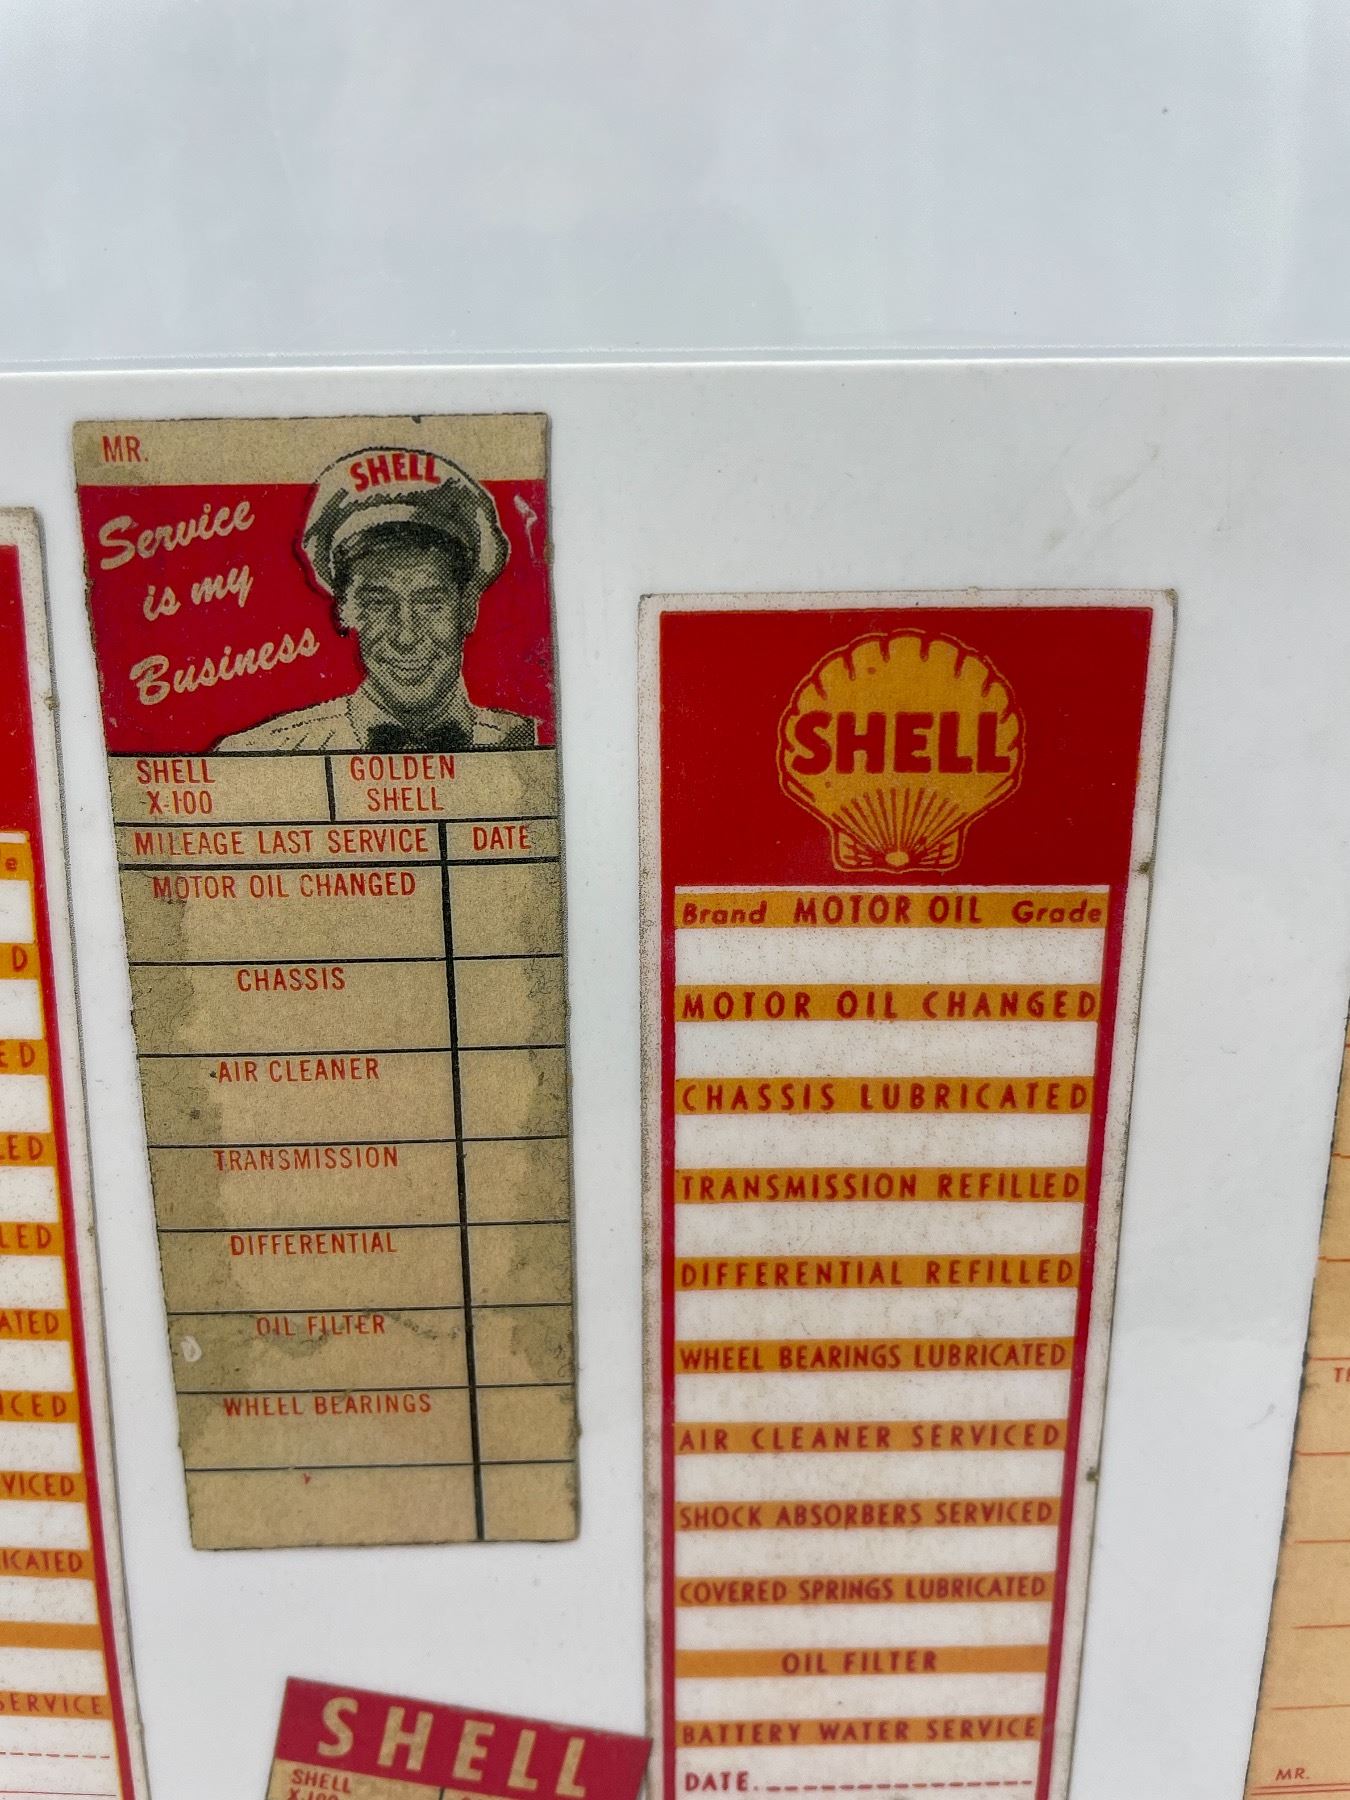 MR.
SHELL
Service
is my
Business
SHELL
X-100
GOLDEN
SHELL
MILEAGE LAST SERVICE
DATE
MOTOR OIL CHANGED
CHASSIS
AIR CLEANER
TRANSMISSION
DIFFERENTIAL
OIL FILTER
WHEEL BEARINGS
SHELL
Brand MOTOR OIL Grade
MOTOR OIL CHANGED
CHASSIS LUBRICATED
TRANSMISSION REFILLED
DIFFERENTIAL REFILLED
WHEEL BEARINGS LUBRICATED
AIR CLEANER SERVICED
SHOCK ABSORBERS SERVICED
COVERED SPRINGS LUBRICATED
OIL FILTER
BATTERY WATER SERVICE
DATE
SHELL
SHELL
X-100
SERVICE
MR.